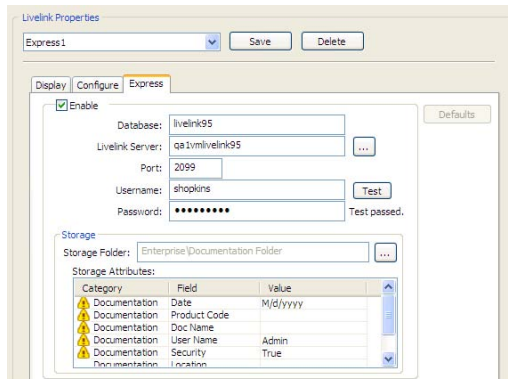 Livelink Properties
Express1 Save Delete
Display Configure Express
Enable
Defaults
Database: livelink95
Livelink Server: qa1vmlivelink95 ...
Port: 2099
Username: shopkins Test
Password: ••••••••• Test passed.
Storage
Storage Folder: Enterprise\Documentation Folder ...
Storage Attributes:
Category Field Value
Documentation Date M/d/yyyy
Documentation Product Code
Documentation Doc Name
Documentation User Name Admin
Documentation Security True
Documentation Location